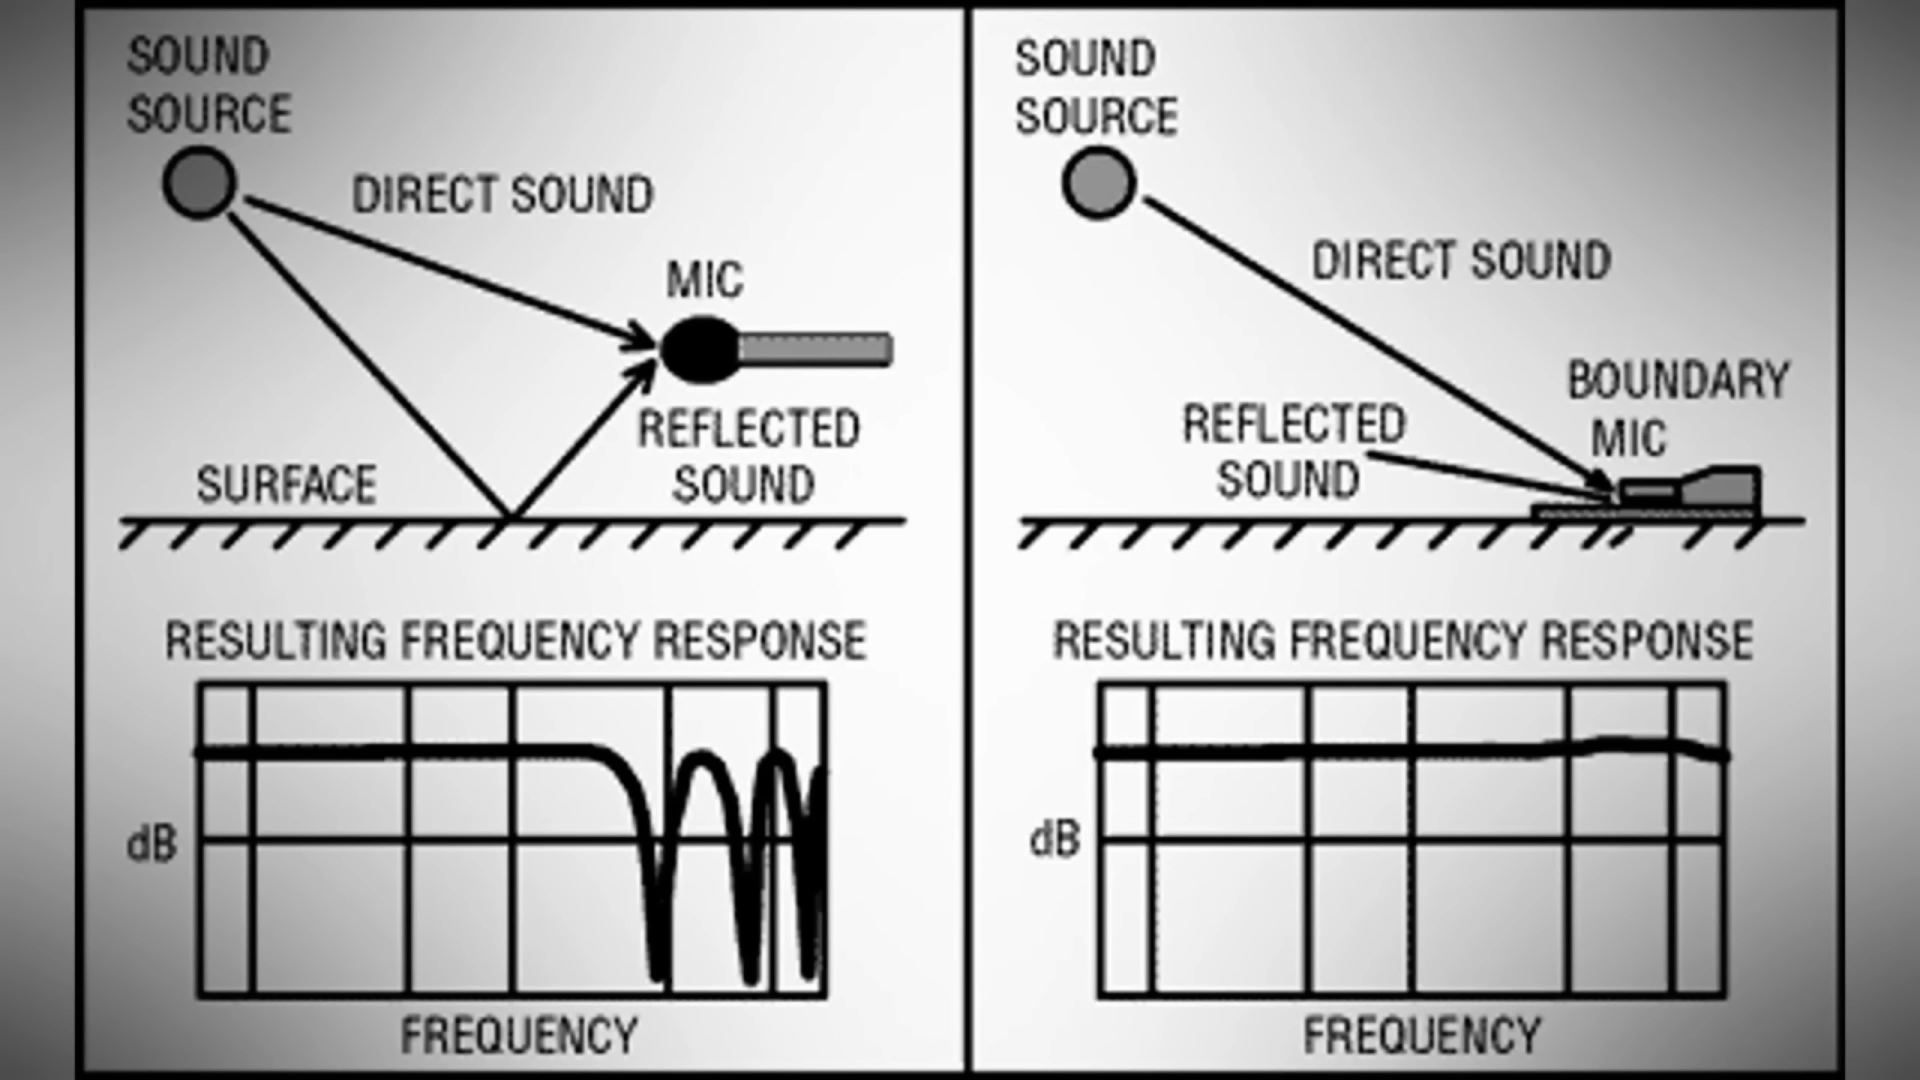 SOUND
SOURCE
DIRECT SOUND
MIC
REFLECTED
SOUND
SURFACE
RESULTING FREQUENCY RESPONSE
dB
FREQUENCY
SOUND
SOURCE
DIRECT SOUND
BOUNDARY
MIC
REFLECTED
SOUND
RESULTING FREQUENCY RESPONSE
dB
FREQUENCY